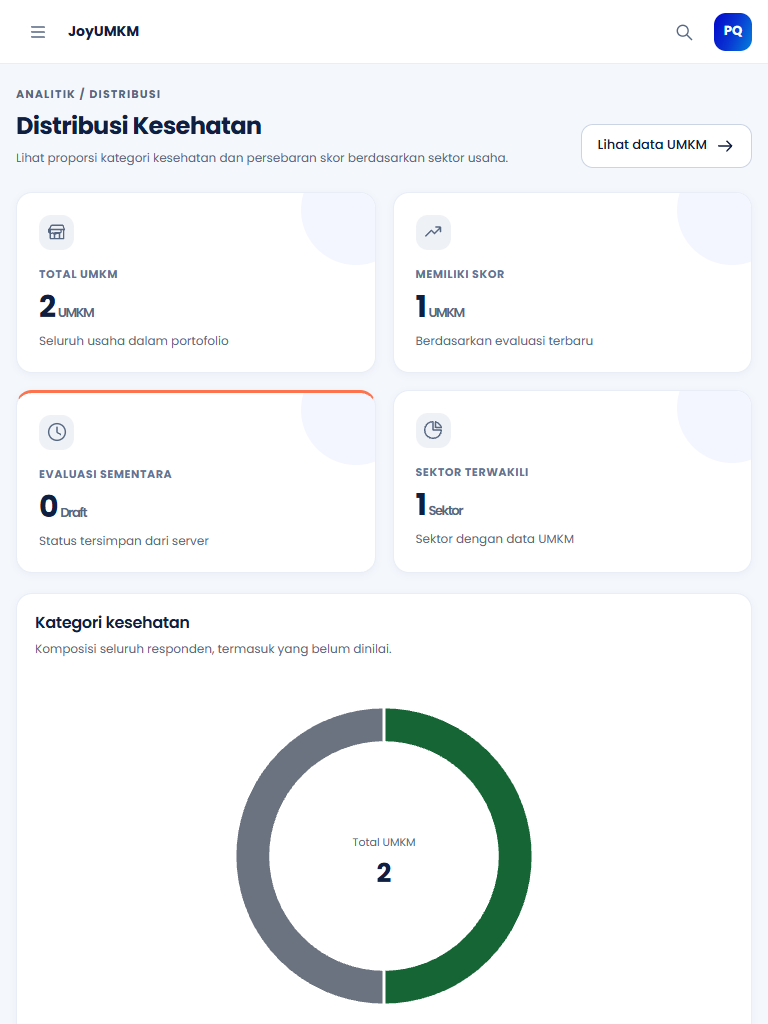 JoyUMKM
PQ
ANALITIK / DISTRIBUSI
Distribusi Kesehatan
Lihat proporsi kategori kesehatan dan persebaran skor berdasarkan sektor usaha.
Lihat data UMKM
TOTAL UMKM
2 UMKM
Seluruh usaha dalam portofolio
MEMILIKI SKOR
1 UMKM
Berdasarkan evaluasi terbaru
EVALUASI SEMENTARA
0 Draft
Status tersimpan dari server
SEKTOR TERWAKILI
1 Sektor
Sektor dengan data UMKM
Kategori kesehatan
Komposisi seluruh responden, termasuk yang belum dinilai.
Total UMKM
2